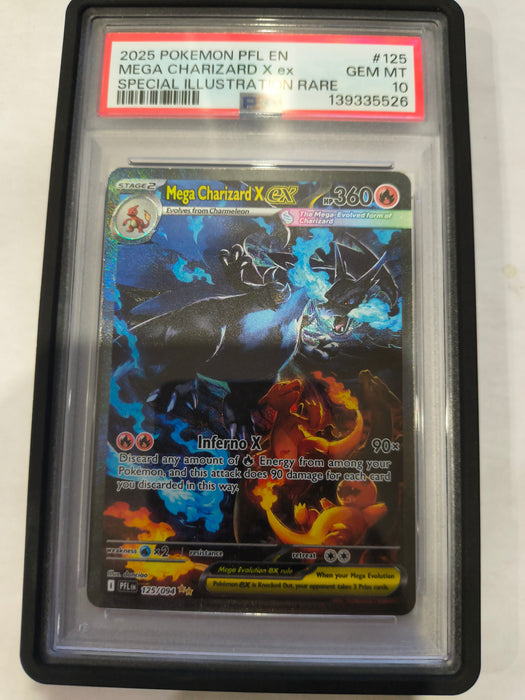 2025 POKEMON PFL EN #125
MEGA CHARIZARD X ex GEM MT
SPECIAL ILLUSTRATION RARE 10
PSA 139335526
STAGE 2 Mega Charizard X ex HP 360
Evolves from Charmeleon
The Mega-Evolved form of
Charizard
Inferno X 90×
Discard any amount of Energy from among your
Pokémon, and this attack does 90 damage for each card
you discarded in this way.
weakness ×2 resistance retreat
Mega Evolution ex rule
When your Mega Evolution
Pokémon ex is Knocked Out, your opponent takes 3 Prize cards.
Illus.
I PFL EN 125/094